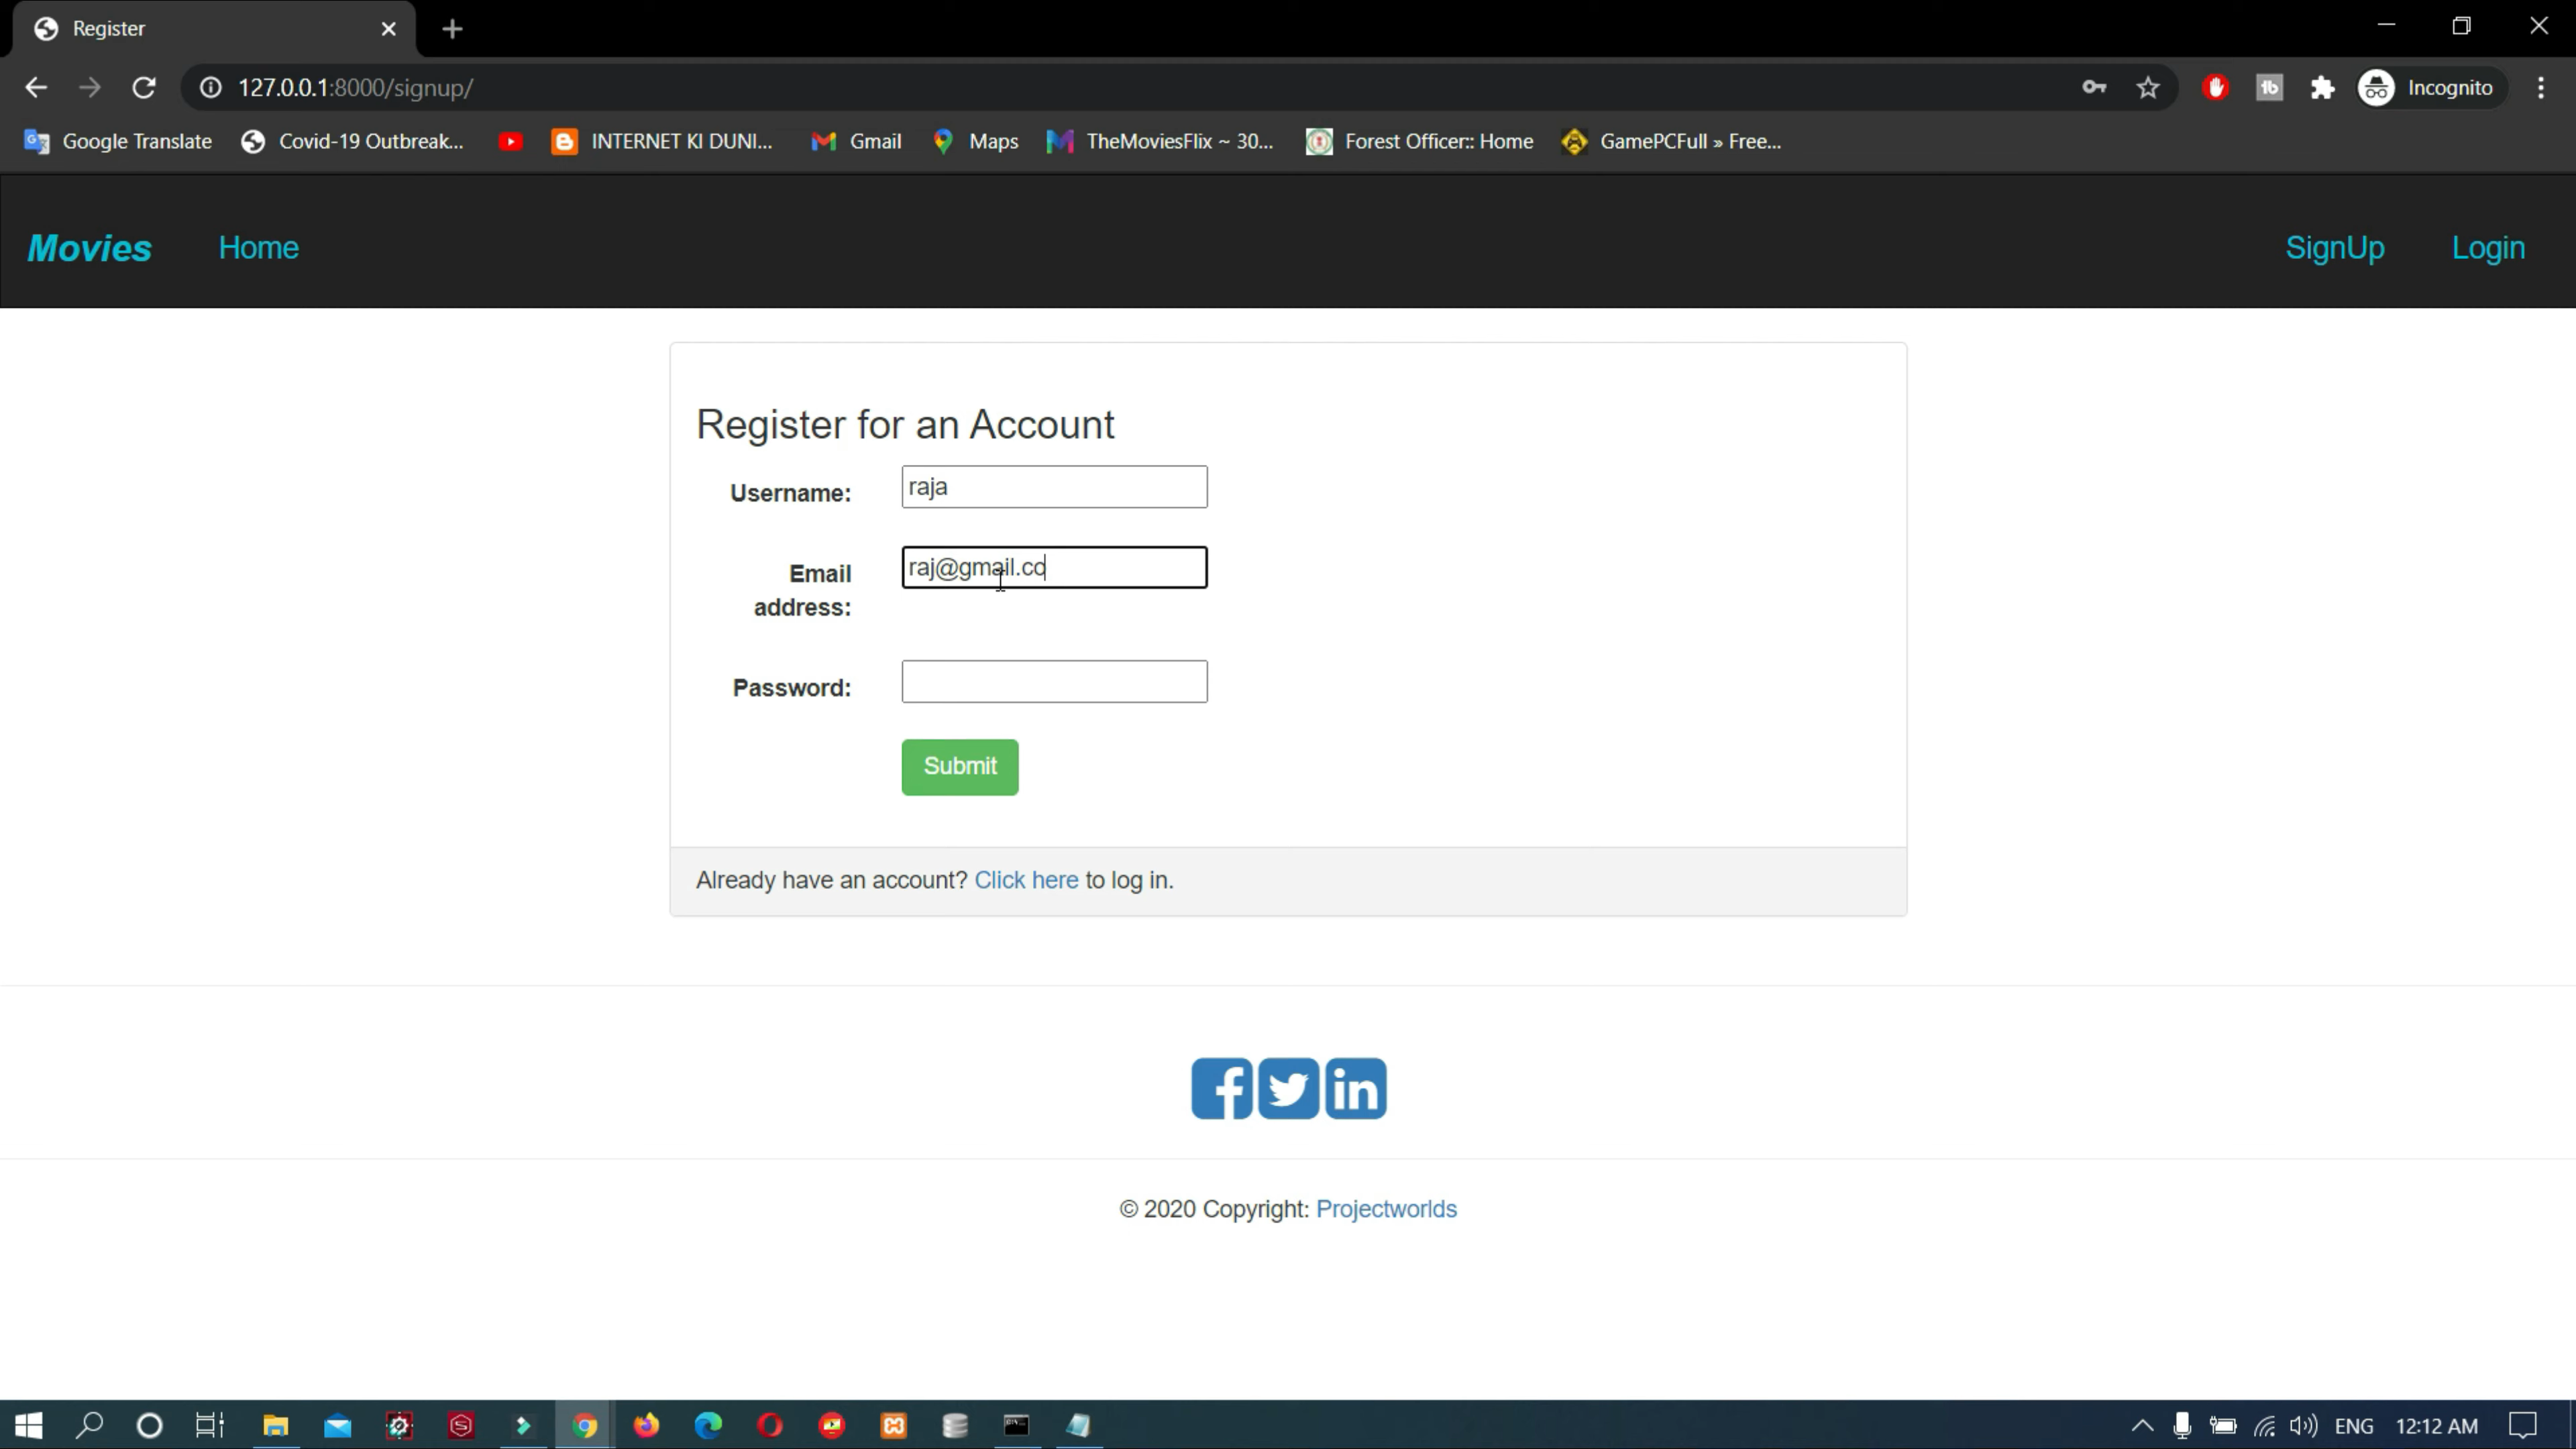 Register
127.0.0.1:8000/signup/
Incognito
Google Translate Covid-19 Outbreak... INTERNET KI DUNI... Gmail Maps TheMoviesFlix ~ 30... Forest Officer:: Home GamePCFull » Free...
Movies Home SignUp Login
Register for an Account
Username: raja
Email address: raj@gmail.co
Password:
Submit
Already have an account? Click here to log in.
© 2020 Copyright: Projectworlds
ENG 12:12 AM